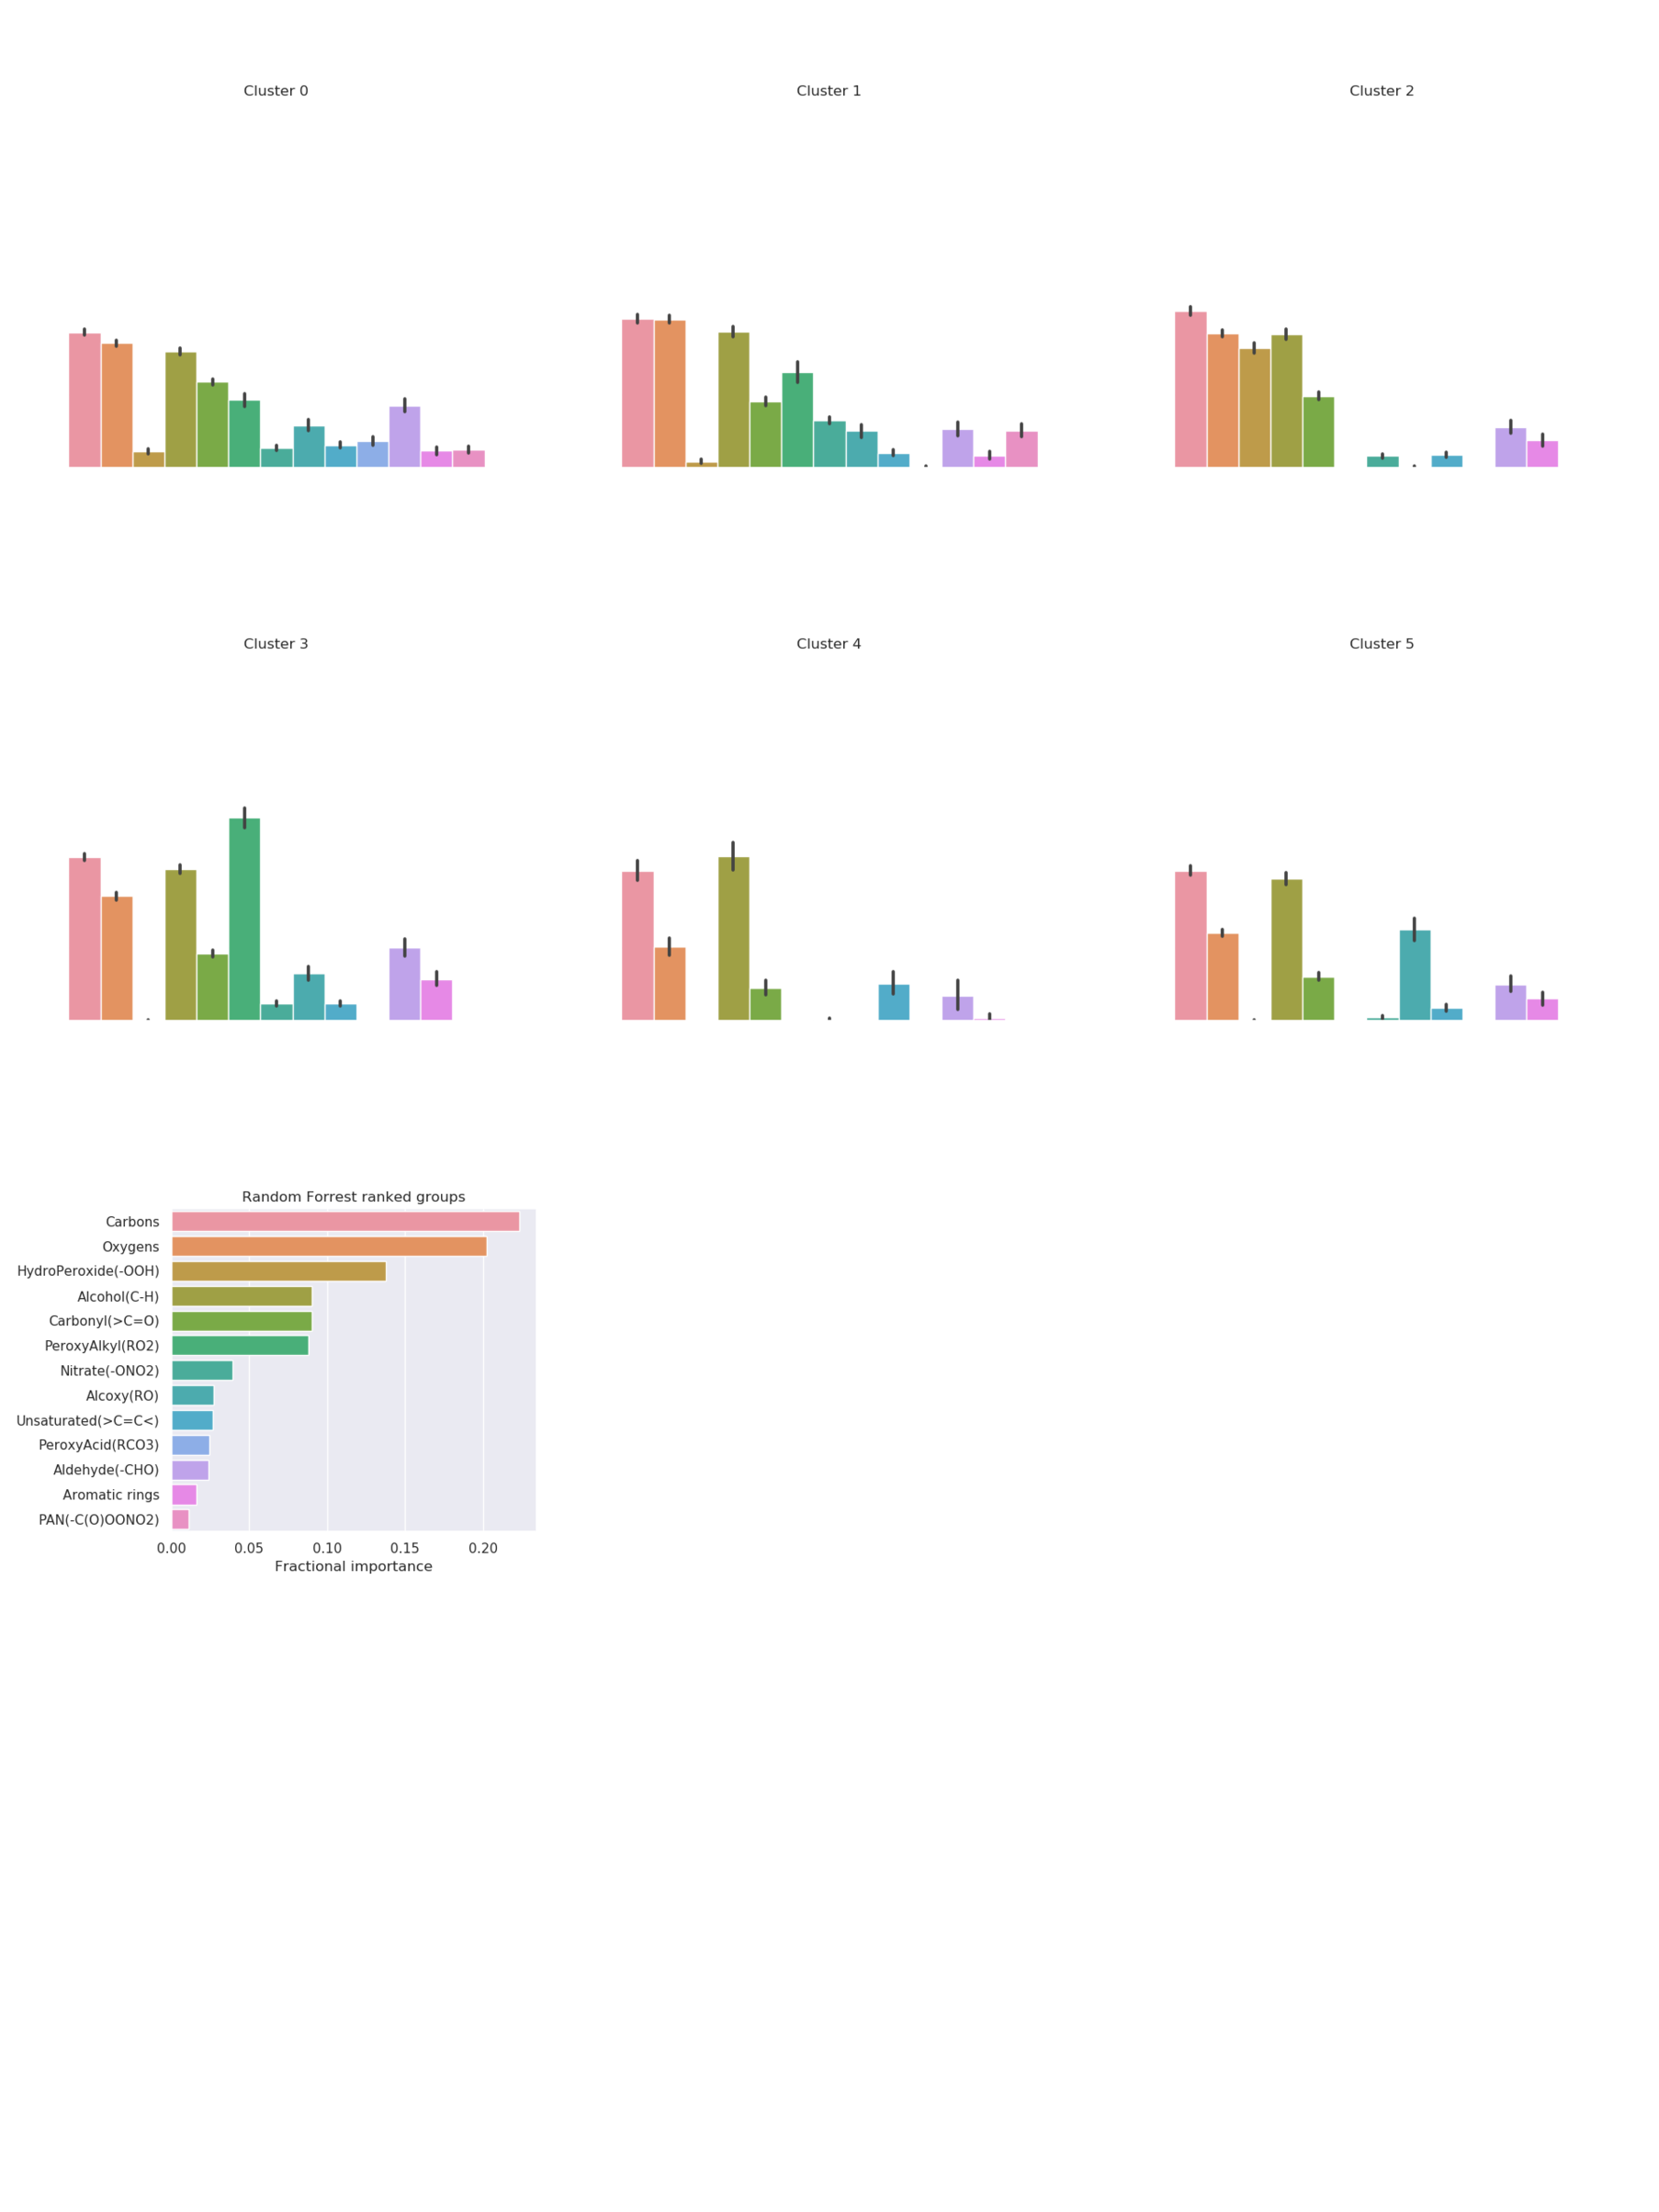 Cluster 0
Cluster 1
Cluster 2
Cluster 3
Cluster 4
Cluster 5
Random Forrest ranked groups
Carbons
Oxygens
HydroPeroxide(-OOH)
Alcohol(C-H)
Carbonyl(>C=O)
PeroxyAlkyl(RO2)
Nitrate(-ONO2)
Alcoxy(RO)
Unsaturated(>C=C<)
PeroxyAcid(RCO3)
Aldehyde(-CHO)
Aromatic rings
PAN(-C(O)OONO2)
0.00 0.05 0.10 0.15 0.20
Fractional importance